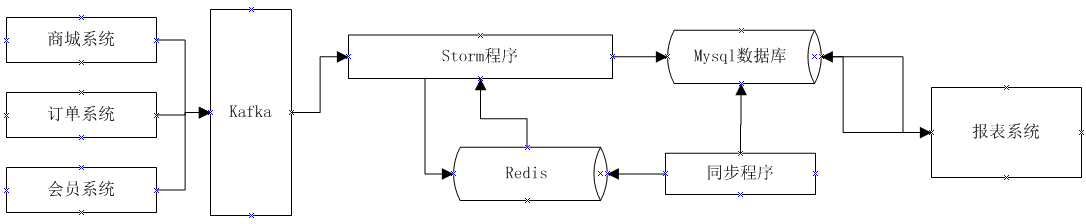 商城系统
订单系统
会员系统
Kafka
Storm程序
Redis
Mysql数据库
同步程序
报表系统